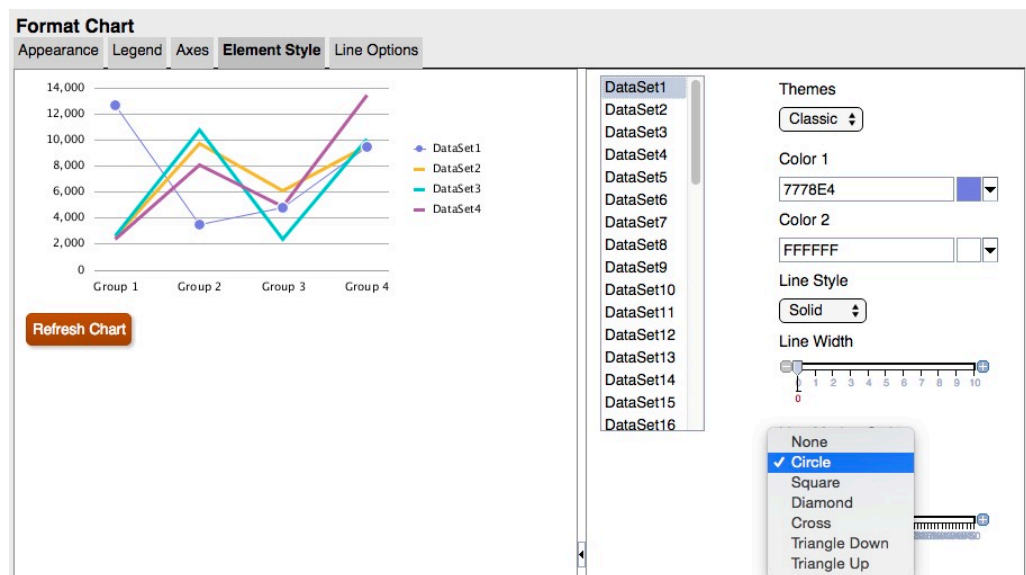 Format Chart
Appearance Legend Axes Element Style Line Options
14,000
12,000
10,000
8,000
6,000
4,000
2,000
0
Group 1 Group 2 Group 3 Group 4
DataSet1
DataSet2
DataSet3
DataSet4
Refresh Chart
DataSet1
DataSet2
DataSet3
DataSet4
DataSet5
DataSet6
DataSet7
DataSet8
DataSet9
DataSet10
DataSet11
DataSet12
DataSet13
DataSet14
DataSet15
DataSet16
Themes
Classic
Color 1
7778E4
Color 2
FFFFFF
Line Style
Solid
Line Width
0 1 2 3 4 5 6 7 8 9 10
0
None
✓ Circle
Square
Diamond
Cross
Triangle Down
Triangle Up